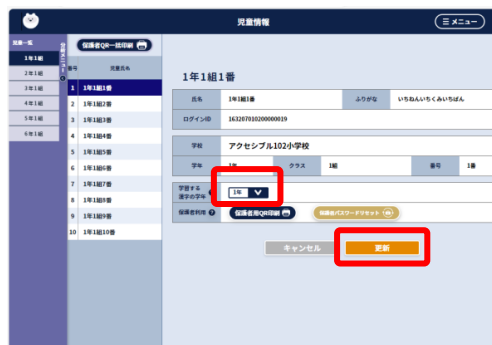 児童情報
メニュー
児童一覧
1年1組
2年1組
3年1組
4年1組
5年1組
6年1組
分割メニュー
保護者QR一括印刷
番号 児童氏名
1 1年1組1番
2 1年1組2番
3 1年1組3番
4 1年1組4番
5 1年1組5番
6 1年1組6番
7 1年1組7番
8 1年1組8番
9 1年1組9番
10 1年1組10番
1年1組1番
氏名 1年1組1番 ふりがな いちねんいちくみいちばん
ログインID 163287010200000019
学校 アクセシブル102小学校
学年 1年 クラス 1組 番号 1番
学習する
漢字の学年 ? 1年
保護者利用 ? 保護者用QR印刷 保護者パスワードリセット
キャンセル 更新